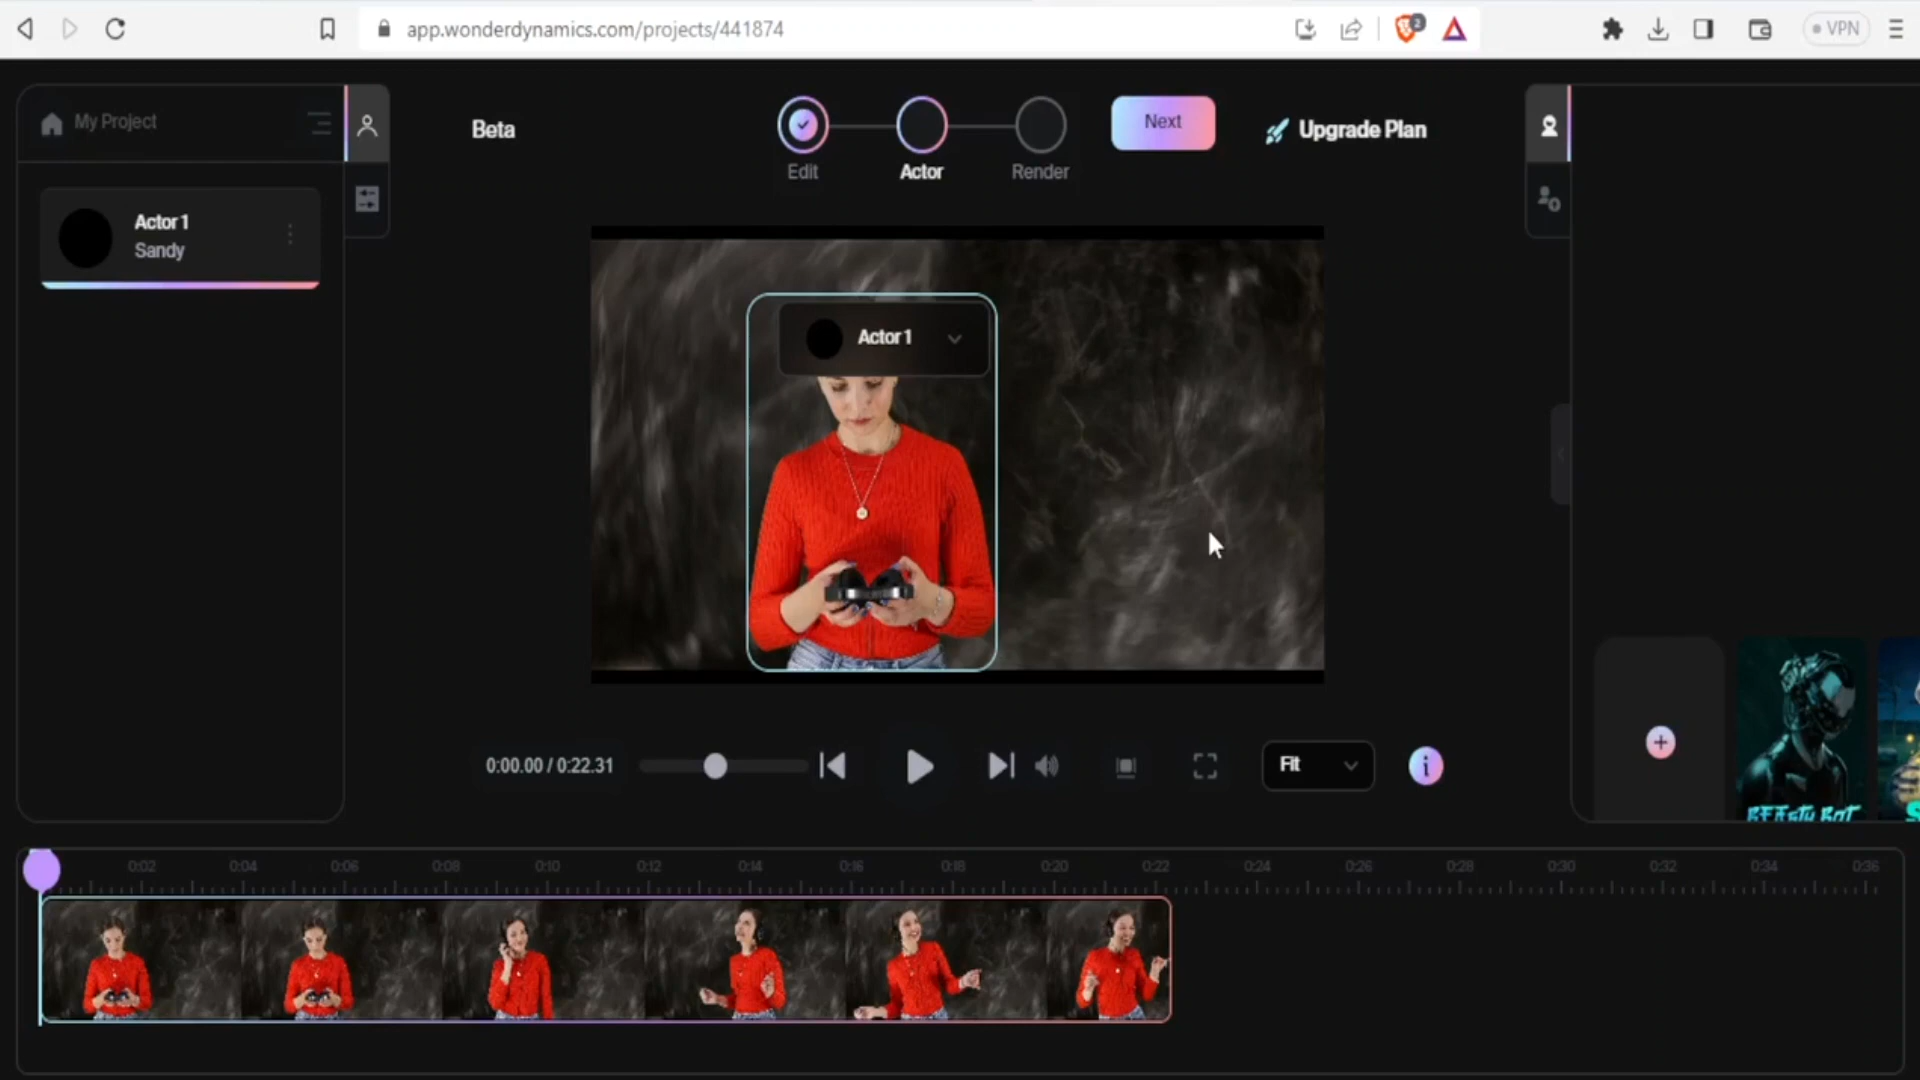 app.wonderdynamics.com/projects/441874
2
VPN
My Project
Beta
Next
Upgrade Plan
Edit
Actor
Render
Actor 1
Sandy
Actor 1
0:00.00 / 0:22.31
Fit
i
BEASTY BOT
S
0:02 0:04 0:06 0:08 0:10 0:12 0:14 0:16 0:18 0:20 0:22 0:24 0:26 0:28 0:30 0:32 0:34 0:36